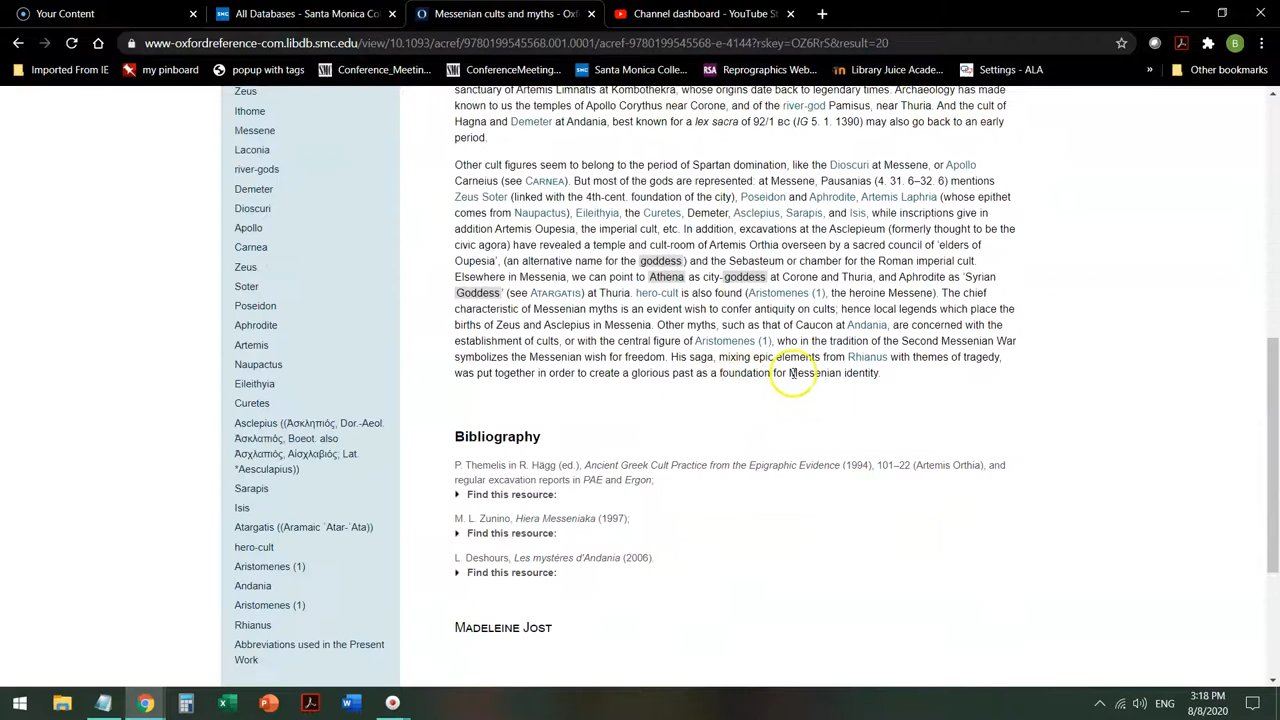 Your Content
All Databases - Santa Monica Co
Messenian cults and myths - Oxf
Channel dashboard - YouTube St
www-oxfordreference-com.libdb.smc.edu/view/10.1093/acref/9780199545568.001.0001/acref-9780199545568-e-4144?rskey=OZ6RrS&result=20
B
Imported From IE
my pinboard
popup with tags
Conference_Meetin...
ConferenceMeeting...
Santa Monica Colle...
Reprographics Web...
Library Juice Acade...
Settings - ALA
»
Other bookmarks
Zeus
Ithome
Messene
Laconia
river-gods
Demeter
Dioscuri
Apollo
Carnea
Zeus
Soter
Poseidon
Aphrodite
Artemis
Naupactus
Eileithyia
Curetes
Asclepius ((Ἀσκληπιός, Dor.-Aeol.
Ἀσκλαπιός, Boeot. also
Ἀσχλαπιός, Αἰσχλαβιός; Lat.
*Aesculapius))
Sarapis
Isis
Atargatis ((Aramaic ῾Atar-῾Ata))
hero-cult
Aristomenes (1)
Andania
Aristomenes (1)
Rhianus
Abbreviations used in the Present
Work
sanctuary of Artemis Limnatis at Kombothekra, whose origins date back to legendary times. Archaeology has made
known to us the temples of Apollo Corythus near Corone, and of the river-god Pamisus, near Thuria. And the cult of
Hagna and Demeter at Andania, best known for a lex sacra of 92/1 BC (IG 5. 1. 1390) may also go back to an early
period.
Other cult figures seem to belong to the period of Spartan domination, like the Dioscuri at Messene, or Apollo
Carneius (see CARNEA). But most of the gods are represented: at Messene, Pausanias (4. 31. 6–32. 6) mentions
Zeus Soter (linked with the 4th-cent. foundation of the city), Poseidon and Aphrodite, Artemis Laphria (whose epithet
comes from Naupactus), Eileithyia, the Curetes, Demeter, Asclepius, Sarapis, and Isis, while inscriptions give in
addition Artemis Oupesia, the imperial cult, etc. In addition, excavations at the Asclepieum (formerly thought to be the
civic agora) have revealed a temple and cult-room of Artemis Orthia overseen by a sacred council of 'elders of
Oupesia', (an alternative name for the goddess) and the Sebasteum or chamber for the Roman imperial cult.
Elsewhere in Messenia, we can point to Athena as city-goddess at Corone and Thuria, and Aphrodite as 'Syrian
Goddess' (see ATARGATIS) at Thuria. hero-cult is also found (Aristomenes (1), the heroine Messene). The chief
characteristic of Messenian myths is an evident wish to confer antiquity on cults; hence local legends which place the
births of Zeus and Asclepius in Messenia. Other myths, such as that of Caucon at Andania, are concerned with the
establishment of cults, or with the central figure of Aristomenes (1), who in the tradition of the Second Messenian War
symbolizes the Messenian wish for freedom. His saga, mixing epic elements from Rhianus with themes of tragedy,
was put together in order to create a glorious past as a foundation for Messenian identity.
Bibliography
P. Themelis in R. Hägg (ed.), Ancient Greek Cult Practice from the Epigraphic Evidence (1994), 101–22 (Artemis Orthia), and
regular excavation reports in PAE and Ergon;
Find this resource:
M. L. Zunino, Hiera Messeniaka (1997);
Find this resource:
L. Deshours, Les mystères d'Andania (2006).
Find this resource:
MADELEINE JOST
ENG
3:18 PM
8/8/2020